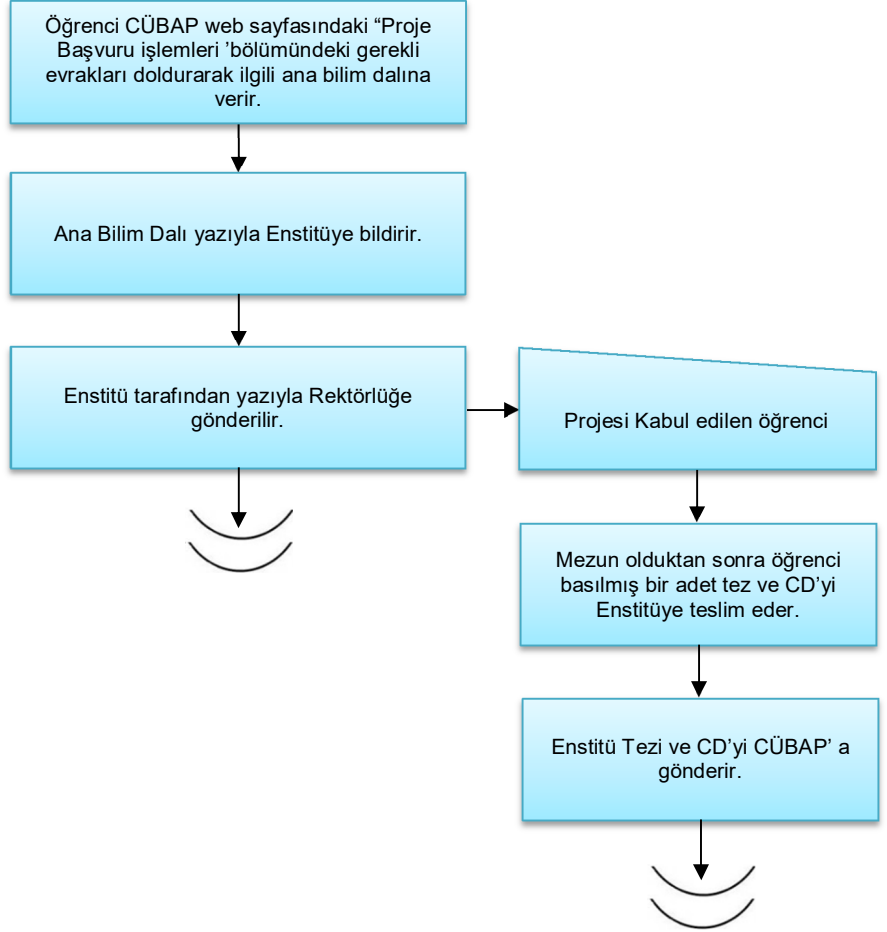 Öğrenci CÜBAP web sayfasındaki “Proje
Başvuru işlemleri ’bölümündeki gerekli
evrakları doldurarak ilgili ana bilim dalına
verir.
Ana Bilim Dalı yazıyla Enstitüye bildirir.
Enstitü tarafından yazıyla Rektörlüğe
gönderilir.
Projesi Kabul edilen öğrenci
Mezun olduktan sonra öğrenci
basılmış bir adet tez ve CD’yi
Enstitüye teslim eder.
Enstitü Tezi ve CD’yi CÜBAP’ a
gönderir.